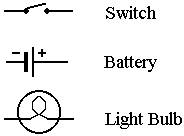 Switch
- +
Battery
Light Bulb